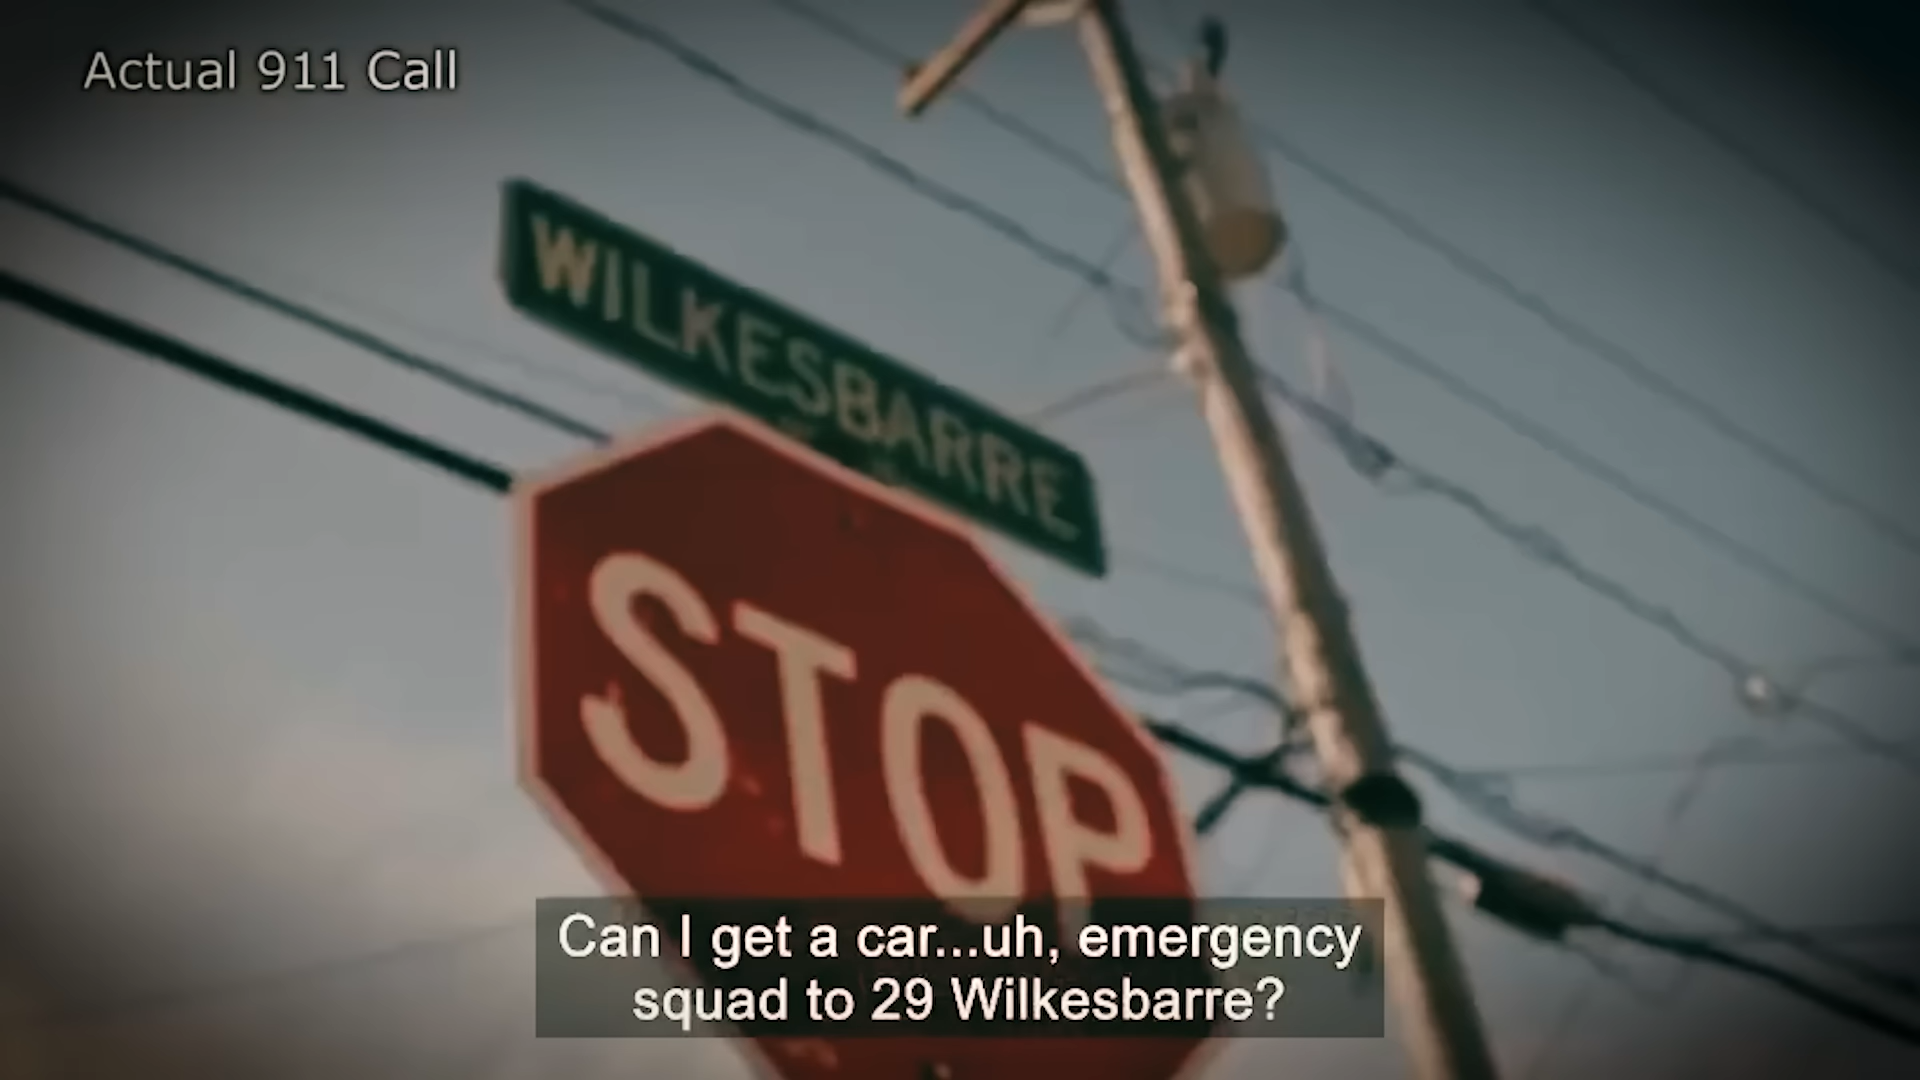 Actual 911 Call
WILKESBARRE
STOP
Can I get a car...uh, emergency
squad to 29 Wilkesbarre?